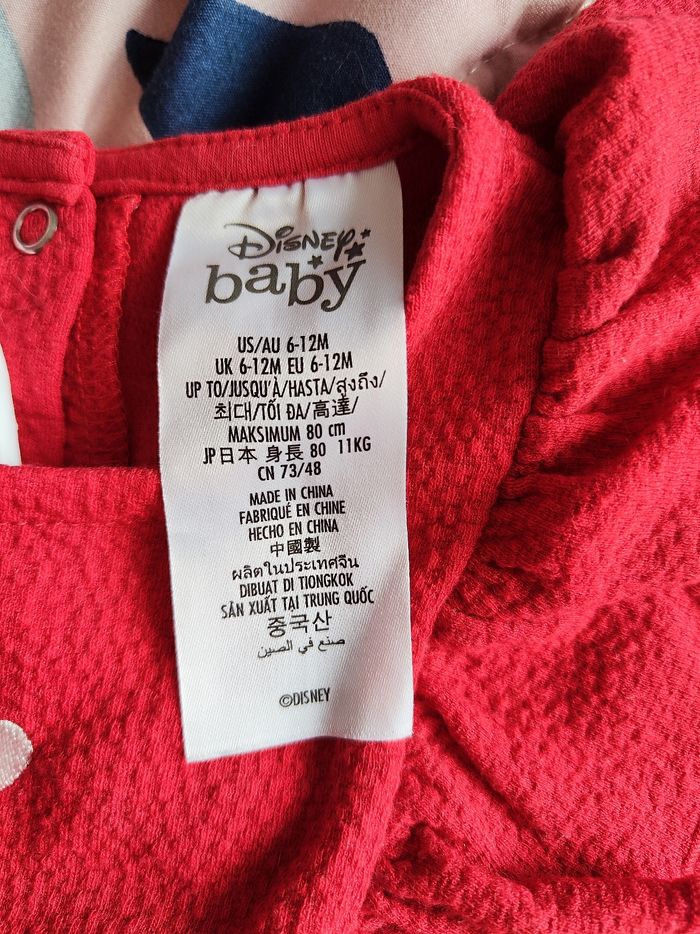 Disney
baby
US/AU 6-12M
UK 6-12M EU 6-12M
UP TO/JUSQU'À/HASTA/สูงถึง/
최대/TỐI ĐA/高達/
MAKSIMUM 80 cm
JP日本 身長 80 11KG
CN 73/48
MADE IN CHINA
FABRIQUÉ EN CHINE
HECHO EN CHINA
中國製
ผลิตในประเทศจีน
DIBUAT DI TIONGKOK
SẢN XUẤT TẠI TRUNG QUỐC
중국산
صنع في الصين
©DISNEY